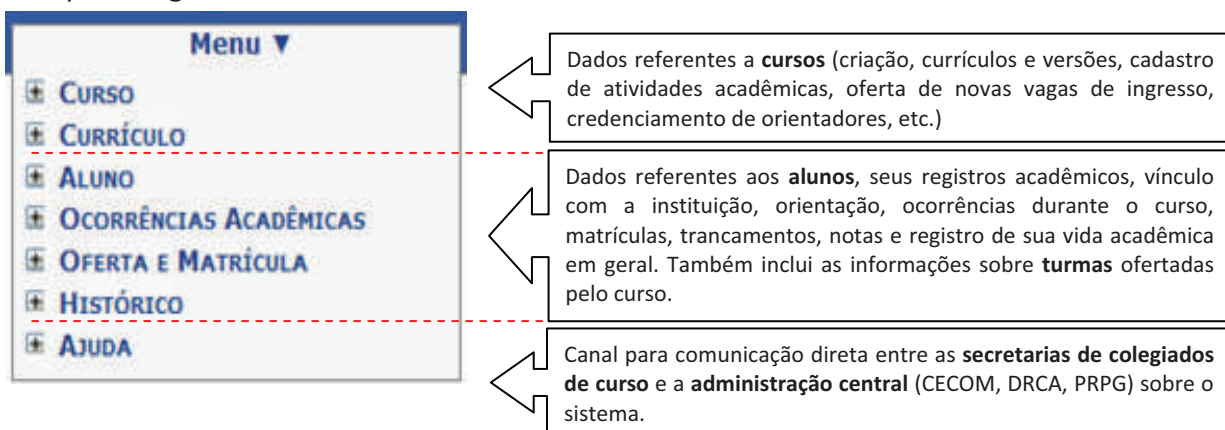 Menu ▼
CURSO
CURRÍCULO
ALUNO
OCORRÊNCIAS ACADÊMICAS
OFERTA E MATRÍCULA
HISTÓRICO
AJUDA
Dados referentes a cursos (criação, currículos e versões, cadastro
de atividades acadêmicas, oferta de novas vagas de ingresso,
credenciamento de orientadores, etc.)
Dados referentes aos alunos, seus registros acadêmicos, vínculo
com a instituição, orientação, ocorrências durante o curso,
matrículas, trancamentos, notas e registro de sua vida acadêmica
em geral. Também inclui as informações sobre turmas ofertadas
pelo curso.
Canal para comunicação direta entre as secretarias de colegiados
de curso e a administração central (CECOM, DRCA, PRPG) sobre o
sistema.